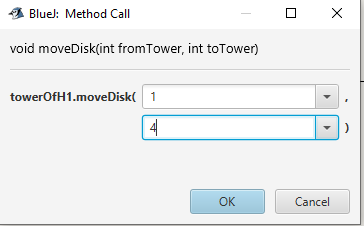 BlueJ: Method Call
void moveDisk(int fromTower, int toTower)
towerOfH1.moveDisk( 1 ,
4 )
OK Cancel